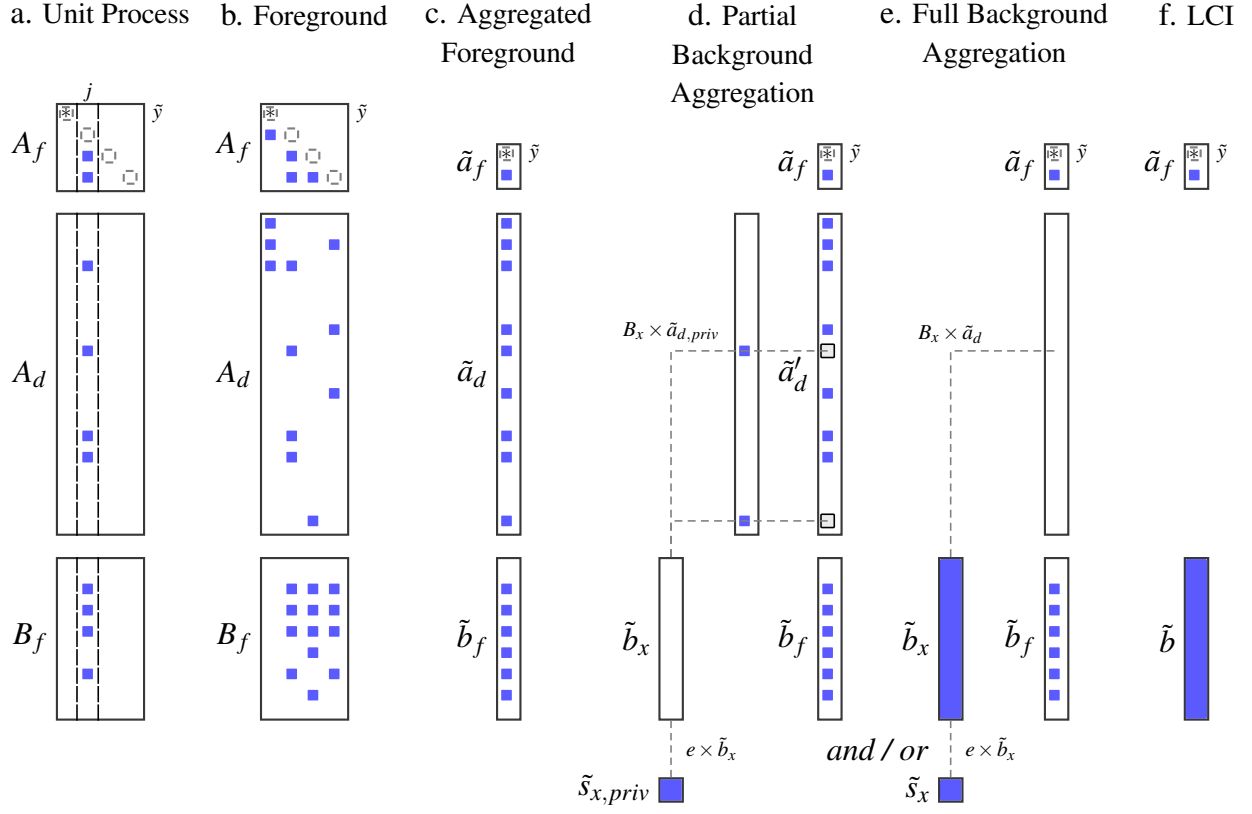 a. Unit Process
b. Foreground
c. Aggregated
Foreground
d. Partial
Background
Aggregation
e. Full Background
Aggregation
f. LCI
j
* ỹ
A_f
* 
A_f
* ỹ
ã_f
* ỹ
ã_f
* ỹ
ã_f
* ỹ
ã_f
A_d
A_d
ã_d
B_x × ã_{d,priv}
ã′_d
B_x × ã_d
B_f
B_f
b̃_f
b̃_x
b̃_f
b̃_x
b̃_f
b̃
e × b̃_x
and / or
e × b̃_x
s̃_{x,priv}
s̃_x